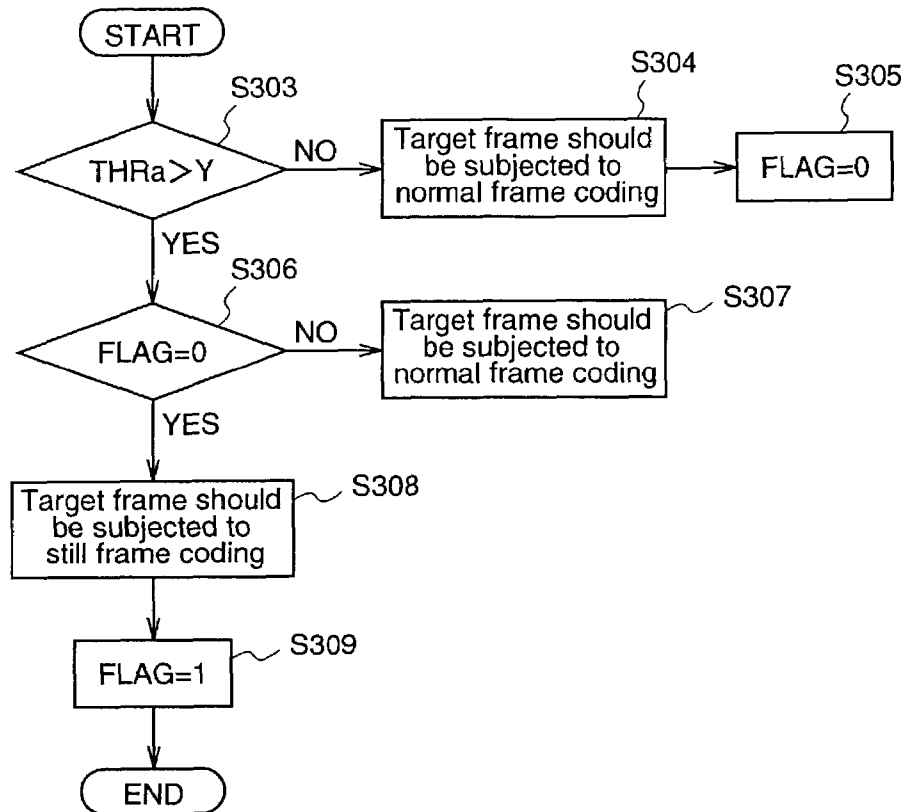 START
S303
THRa>Y
NO
S304
Target frame should
be subjected to
normal frame coding
S305
FLAG=0
YES
S306
FLAG=0
NO
S307
Target frame should
be subjected to
normal frame coding
YES
S308
Target frame should
be subjected to
still frame coding
S309
FLAG=1
END